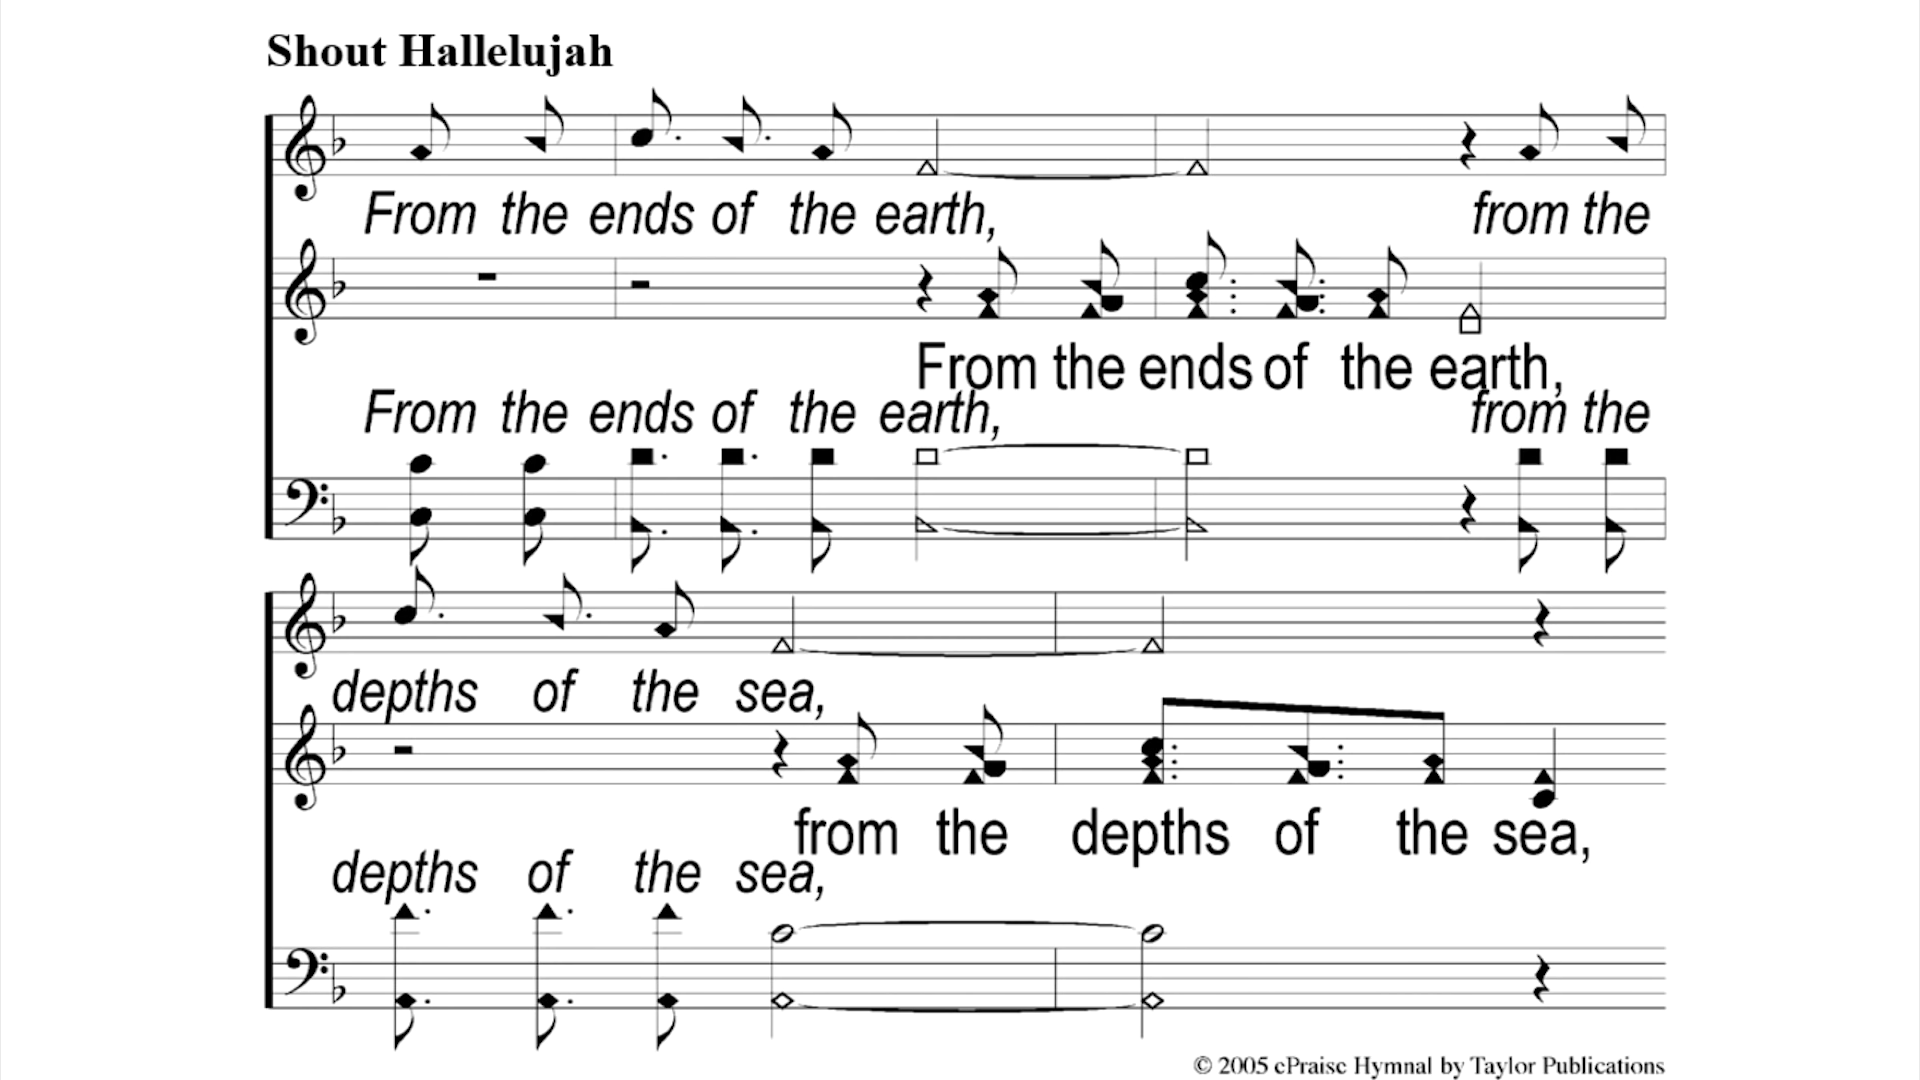 Shout Hallelujah
From the ends of the earth, from the
From the ends of the earth,
From the ends of the earth, from the
depths of the sea,
from the depths of the sea,
depths of the sea,
© 2005 ePraise Hymnal by Taylor Publications